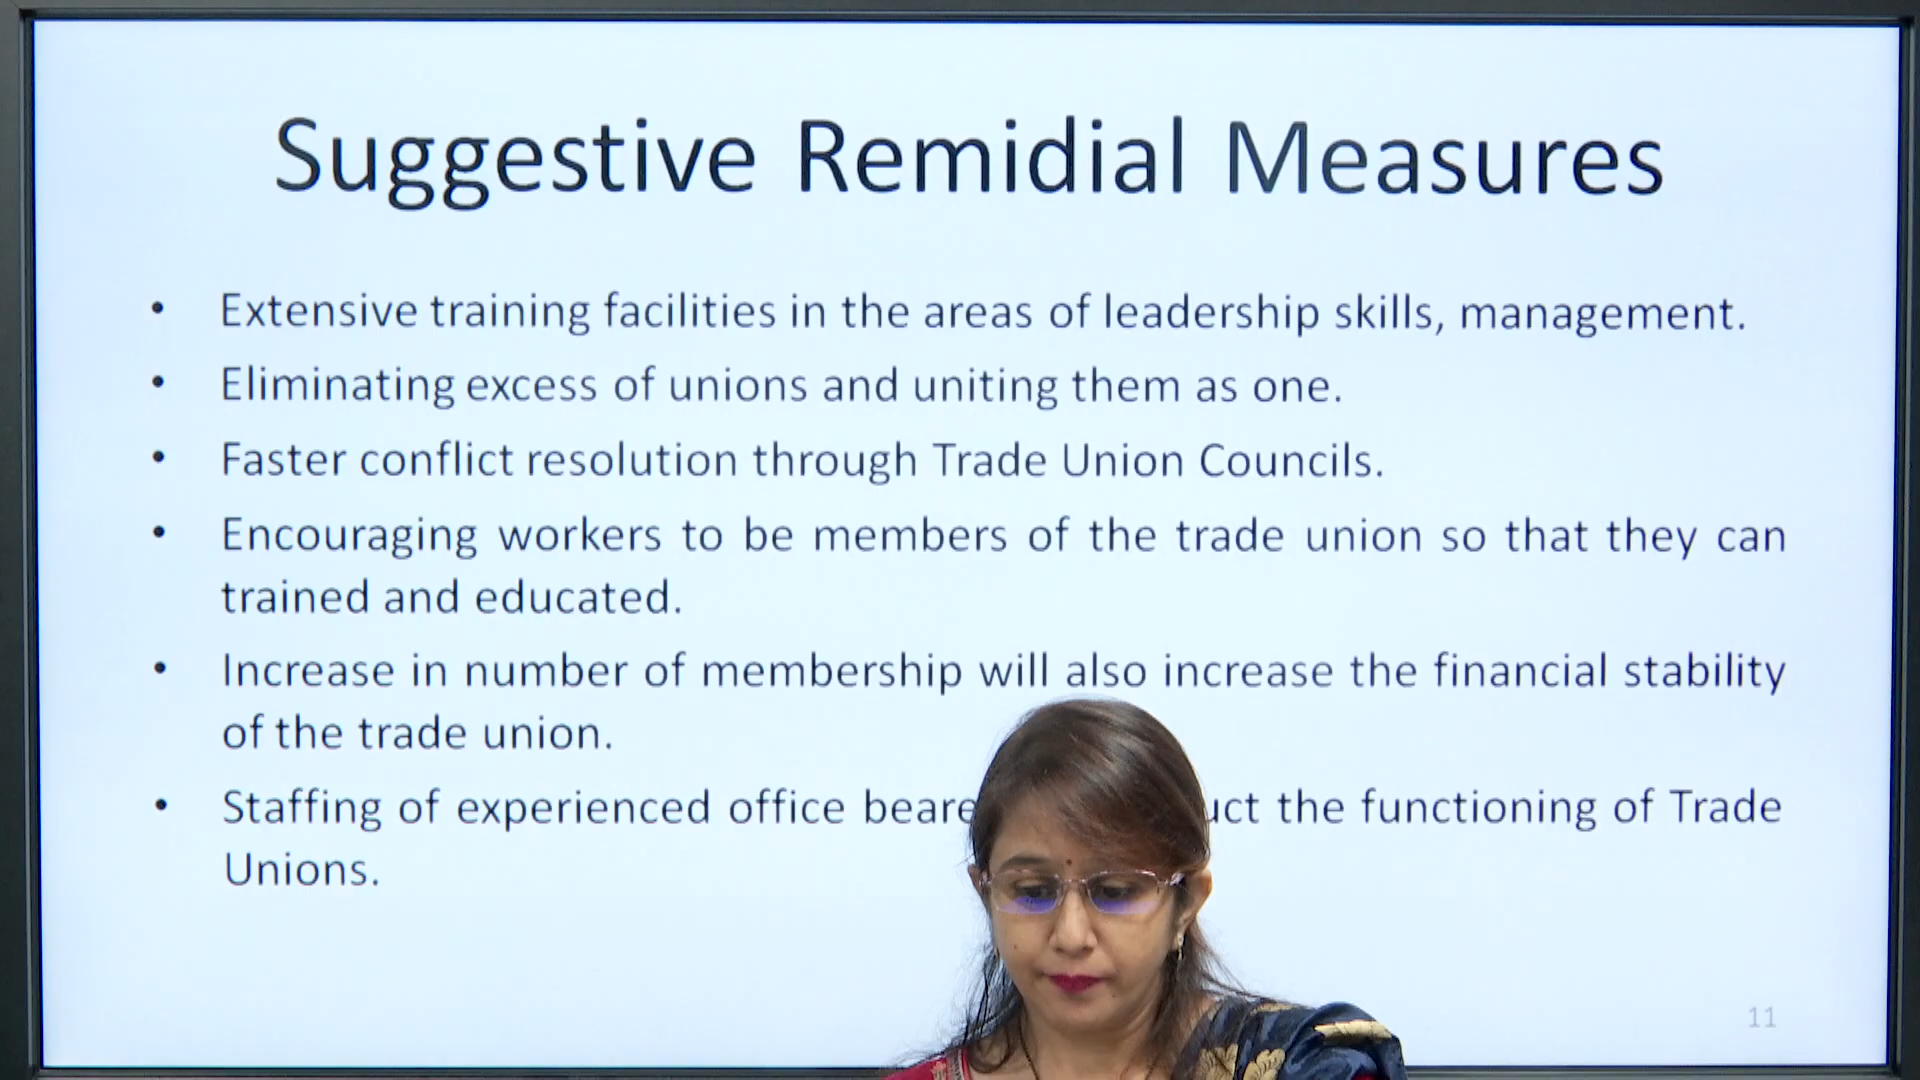 Suggestive Remidial Measures
• Extensive training facilities in the areas of leadership skills, management.
• Eliminating excess of unions and uniting them as one.
• Faster conflict resolution through Trade Union Councils.
• Encouraging workers to be members of the trade union so that they can
trained and educated.
• Increase in number of membership will also increase the financial stability
of the trade union.
• Staffing of experienced office the functioning of Trade
Unions.
11